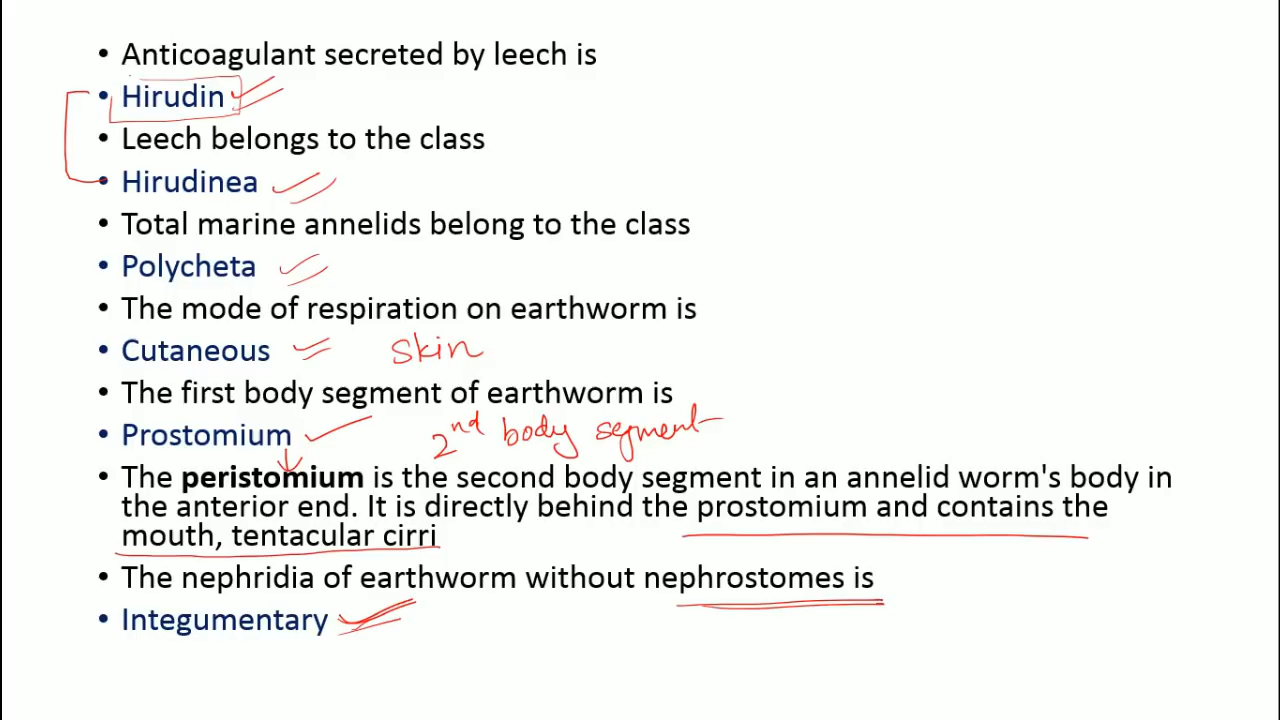 • Anticoagulant secreted by leech is
• Hirudin
• Leech belongs to the class
• Hirudinea
• Total marine annelids belong to the class
• Polycheta
• The mode of respiration on earthworm is
• Cutaneous skin
• The first body segment of earthworm is
• Prostomium 2nd body segment
• The peristomium is the second body segment in an annelid worm's body in
the anterior end. It is directly behind the prostomium and contains the
mouth, tentacular cirri
• The nephridia of earthworm without nephrostomes is
• Integumentary